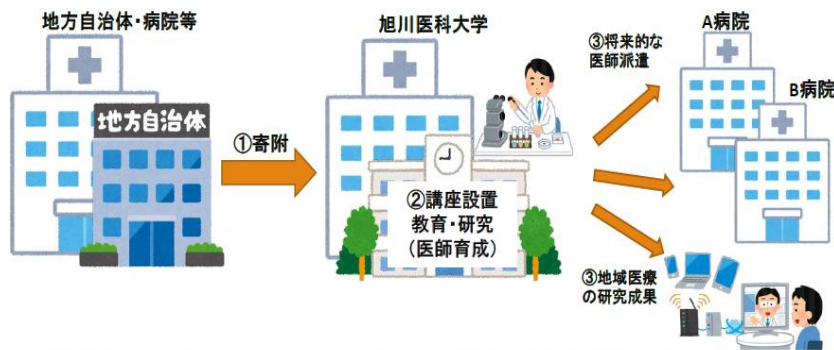 地方自治体・病院等
地方自治体
①寄附
旭川医科大学
②講座設置
教育・研究
（医師育成）
③将来的な
医師派遣
A病院
B病院
③地域医療
の研究成果